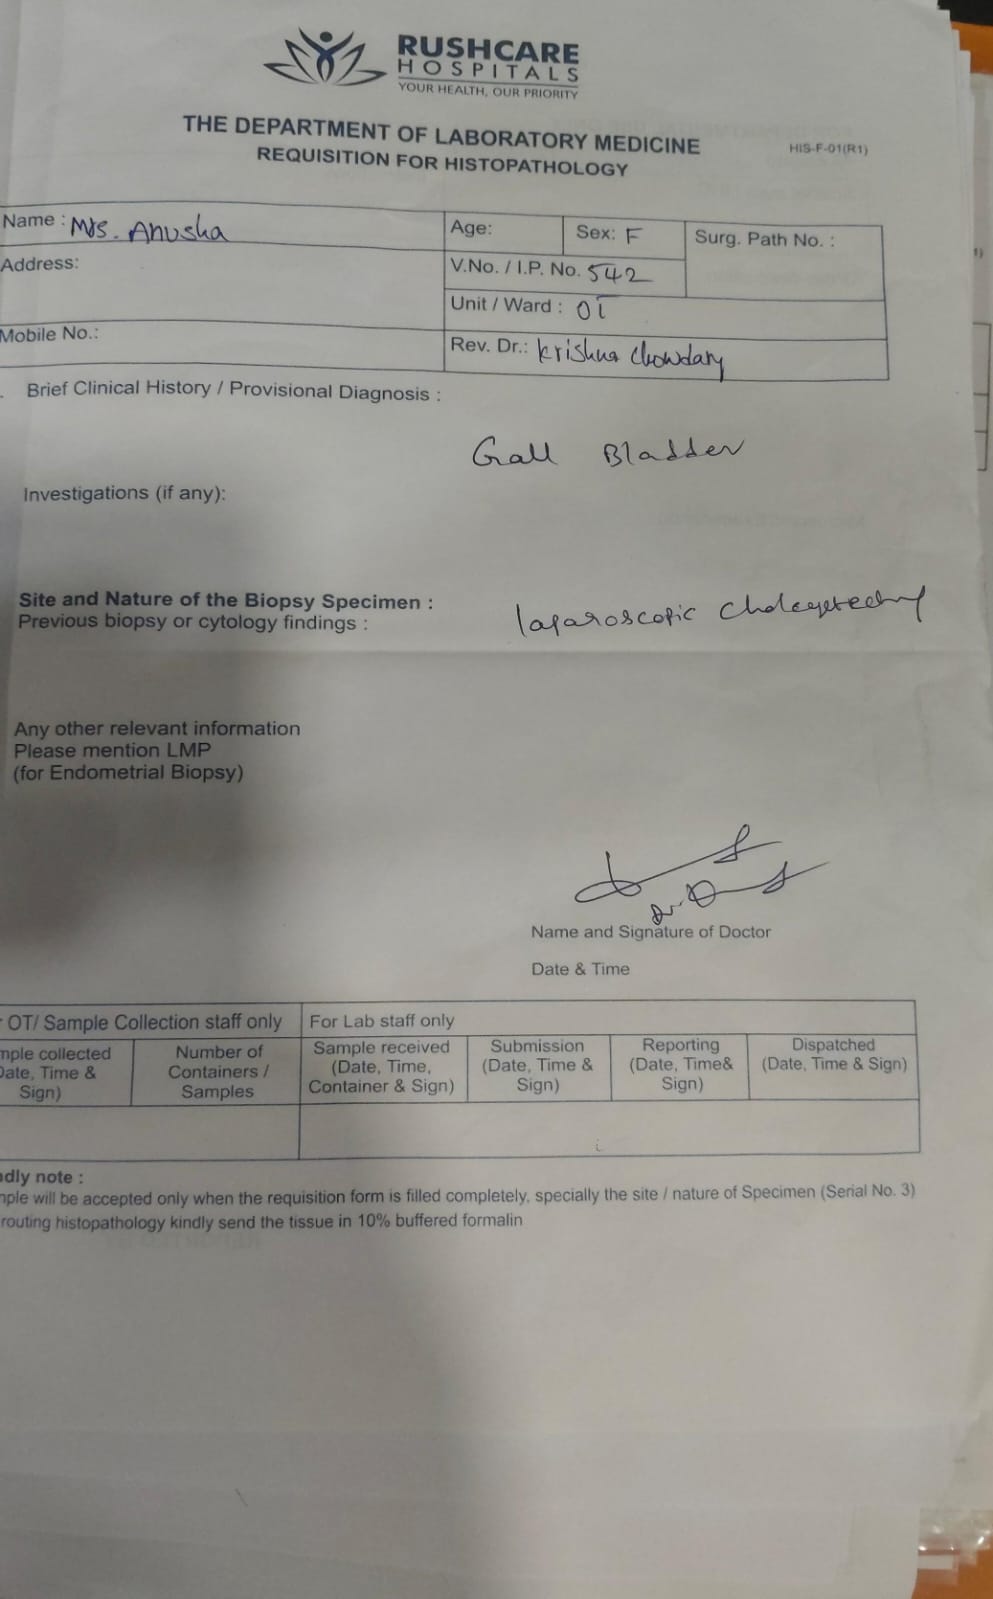 RUSHCARE
HOSPITALS
YOUR HEALTH, OUR PRIORITY
THE DEPARTMENT OF LABORATORY MEDICINE
HIS-F-01(R1)
REQUISITION FOR HISTOPATHOLOGY
Name : Mrs. Anusha
Age:
Sex: F
Surg. Path No. :
Address:
V.No. / I.P. No. 542
Unit / Ward : OT
Mobile No.:
Rev. Dr.: Krishna Chowdary
Brief Clinical History / Provisional Diagnosis :
Gall Bladder
Investigations (if any):
Site and Nature of the Biopsy Specimen :
Previous biopsy or cytology findings :
laparoscopic
Any other relevant information
Please mention LMP
(for Endometrial Biopsy)
Dr.
Name and Signature of Doctor
Date & Time
OT/ Sample Collection staff only
For Lab staff only
mple collected
ate, Time &
Sign)
Number of
Containers /
Samples
Sample received
(Date, Time,
Container & Sign)
Submission
(Date, Time &
Sign)
Reporting
(Date, Time&
Sign)
Dispatched
(Date, Time & Sign)
dly note :
mple will be accepted only when the requisition form is filled completely, specially the site / nature of Specimen (Serial No. 3)
routing histopathology kindly send the tissue in 10% buffered formalin